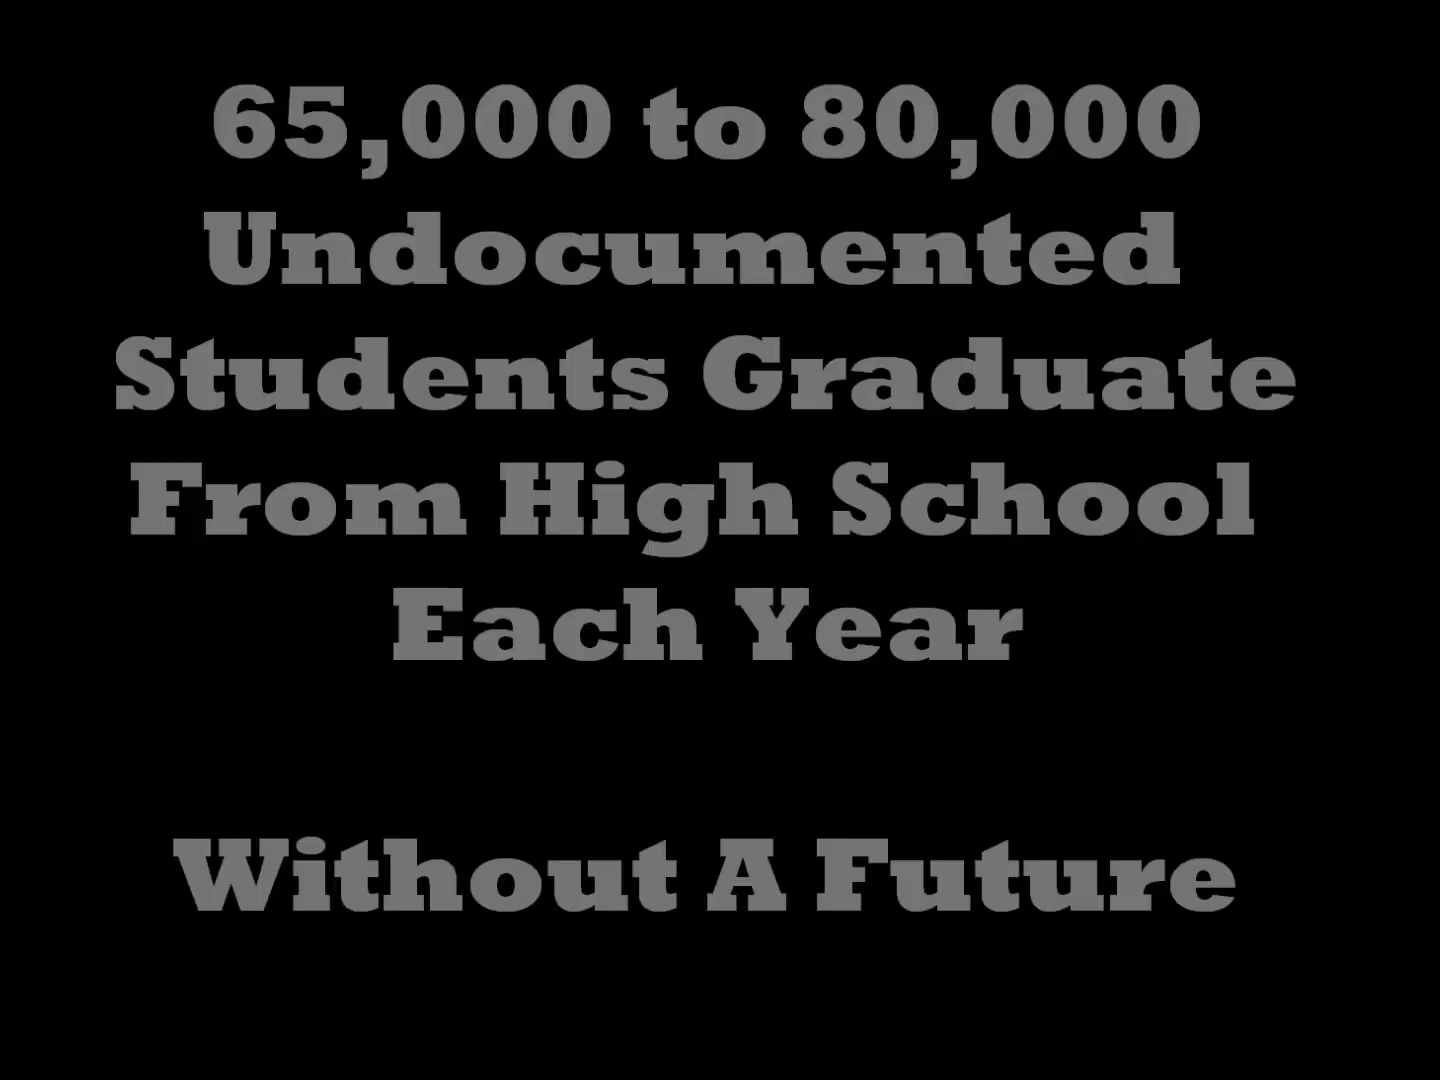 65,000 to 80,000
Undocumented
Students Graduate
From High School
Each Year
Without A Future